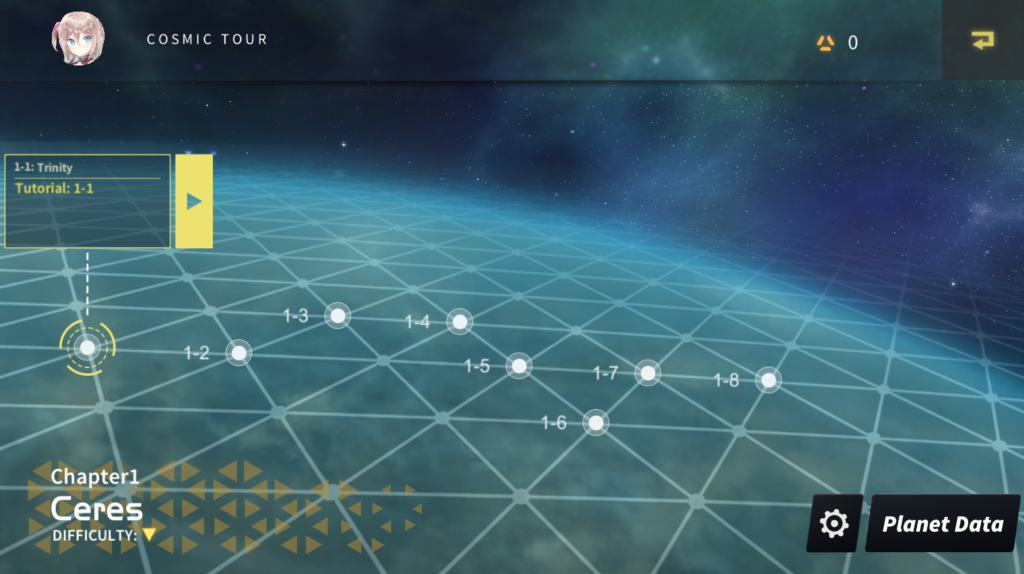 COSMIC TOUR
0
1-1: Trinity
Tutorial: 1-1
1-2
1-3
1-4
1-5
1-6
1-7
1-8
Chapter1
Ceres
DIFFICULTY:
Planet Data